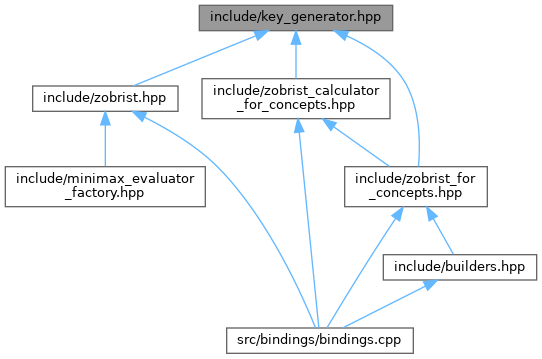 include/key_generator.hpp
include/zobrist.hpp
include/zobrist_calculator
_for_concepts.hpp
include/minimax_evaluator
_factory.hpp
include/zobrist_for
_concepts.hpp
include/builders.hpp
src/bindings/bindings.cpp